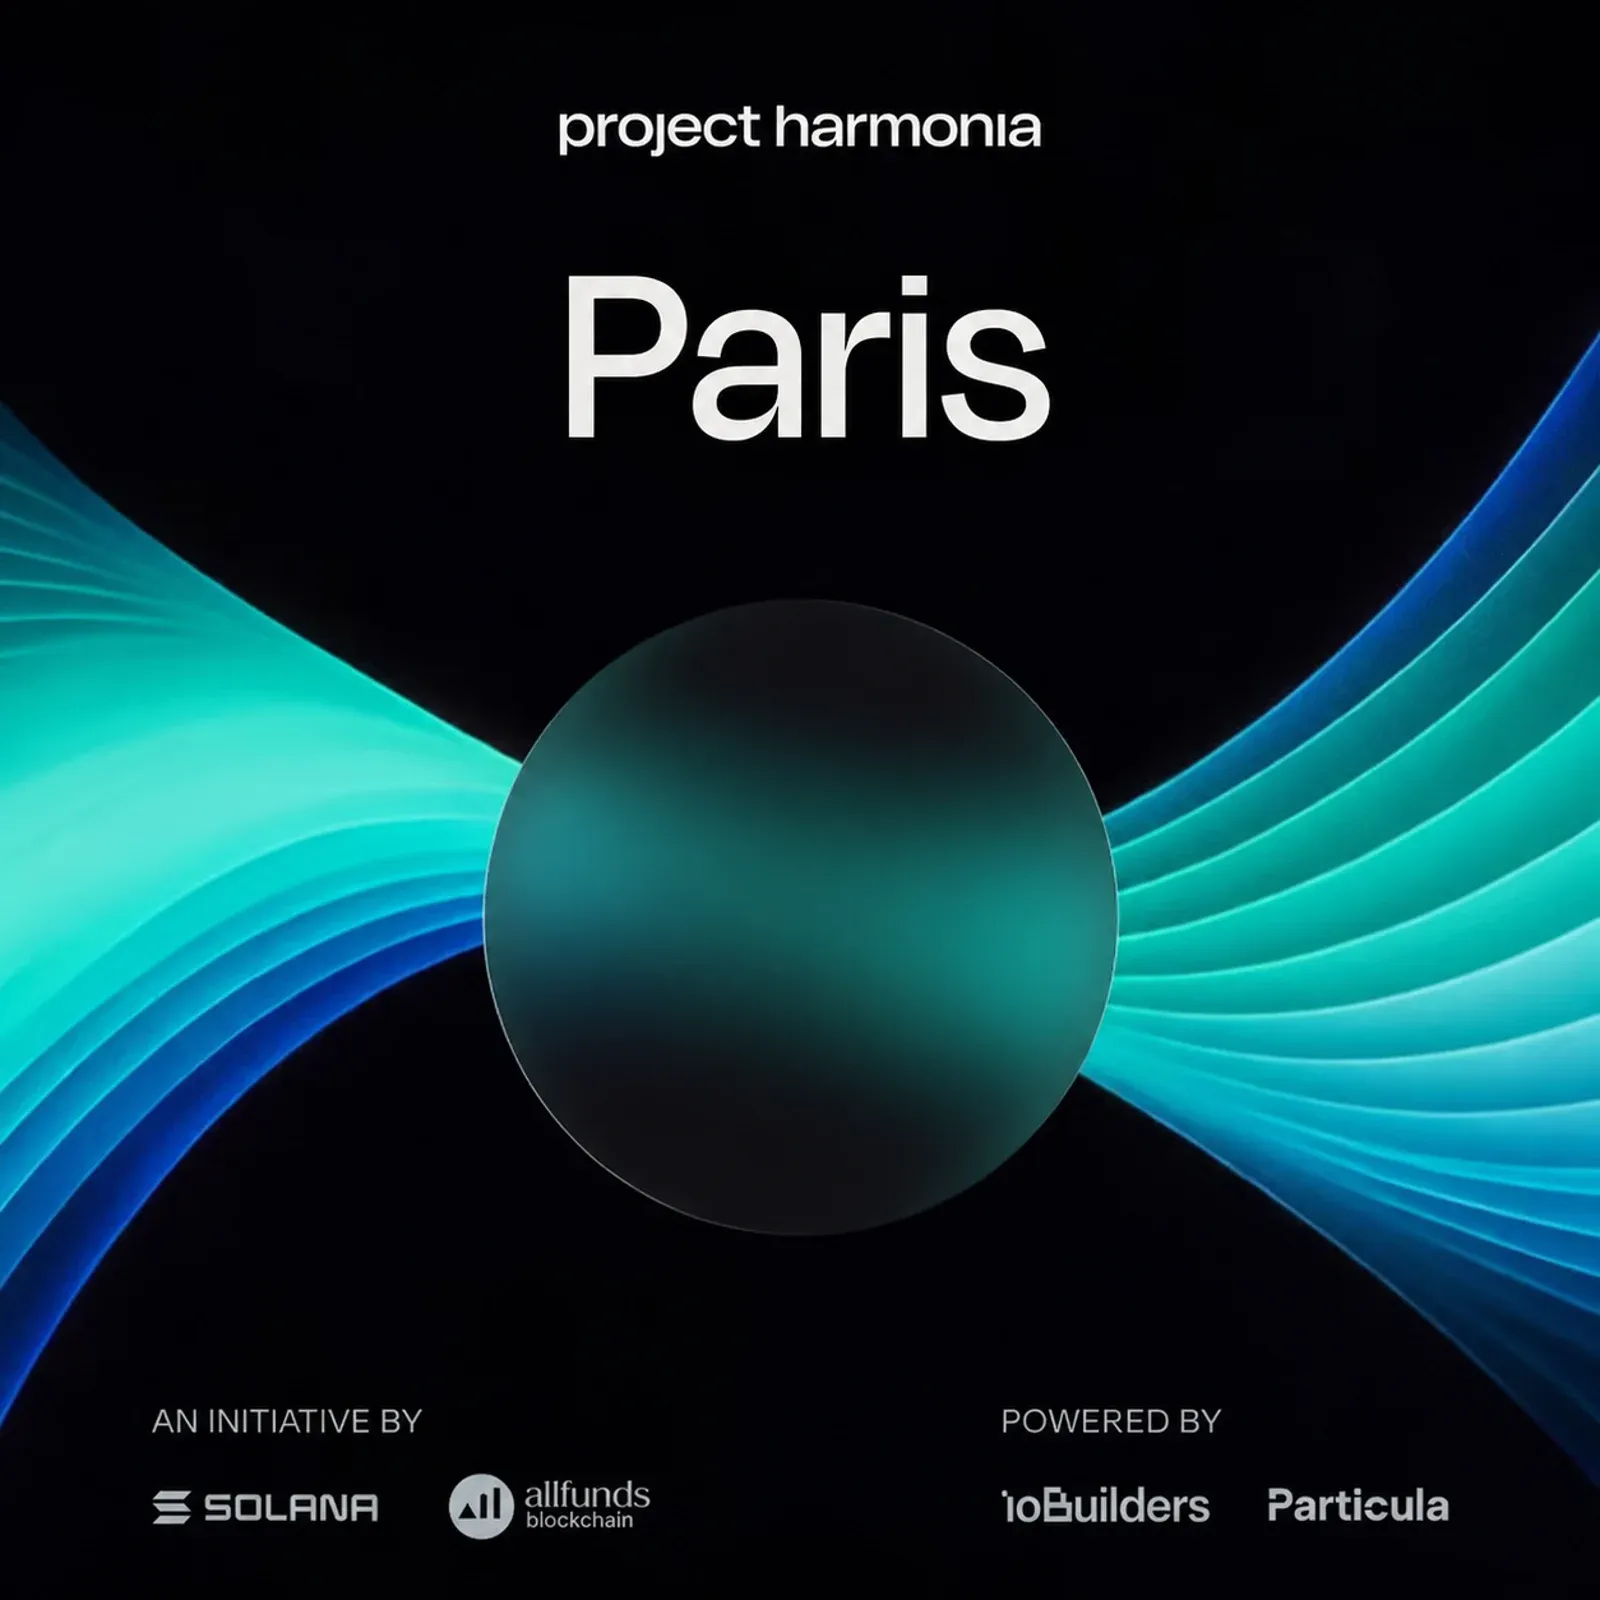 project harmonia
Paris
AN INITIATIVE BY
POWERED BY
SOLANA
allfunds
blockchain
ioBuilders
Particula